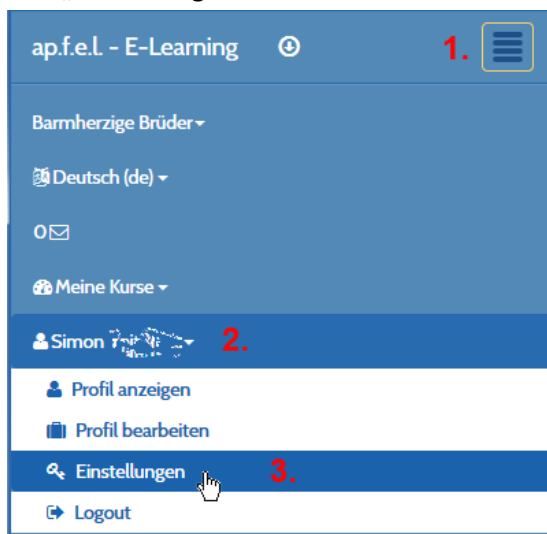 ap.f.e.l. - E-Learning 1.
Barmherzige Brüder
Deutsch (de)
0
Meine Kurse
Simon 2.
Profil anzeigen
Profil bearbeiten
Einstellungen 3.
Logout